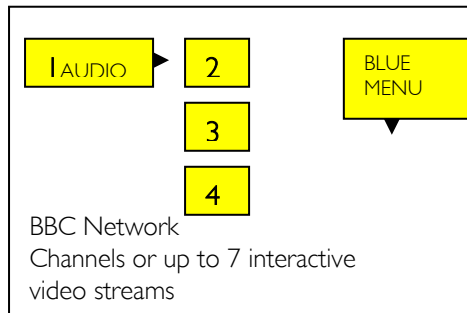 1 AUDIO
2
BLUE
MENU
3
4
BBC Network
Channels or up to 7 interactive
video streams